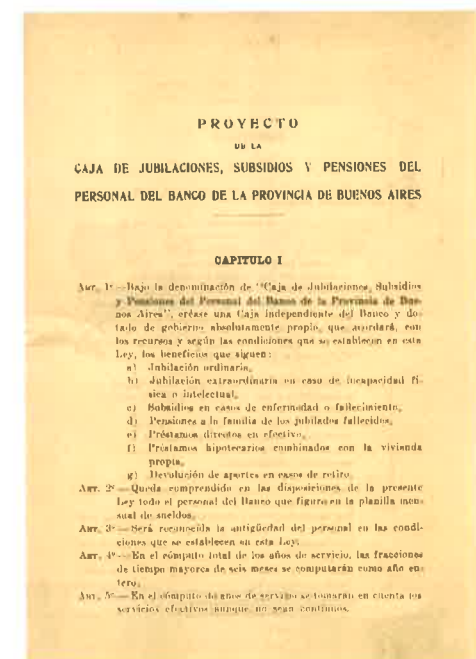 PROYECTO
DE LA
CAJA DE JUBILACIONES, SUBSIDIOS Y PENSIONES DEL
PERSONAL DEL BANCO DE LA PROVINCIA DE BUENOS AIRES
CAPITULO I
Art. 1º —Bajo la denominación de "Caja de Jubilaciones, Subsidios
y Pensiones del Personal del Banco de la Provincia de Bue-
nos Aires", créase una Caja independiente del Banco y do-
tado de gobierno absolutamente propio, que acordará, con
los recursos y según las condiciones que se establecen en esta
Ley, los beneficios que siguen:
a) Jubilación ordinaria.
b) Jubilación extraordinaria en caso de incapacidad fí-
sica o intelectual.
c) Subsidios en casos de enfermedad o fallecimiento.
d) Pensiones a la familia de los jubilados fallecidos.
e) Préstamos directos en efectivo.
f) Préstamos hipotecarios combinados con la vivienda
propia.
g) Devolución de aportes en casos de retiro.
Art. 2º —Queda comprendido en las disposiciones de la presente
Ley todo el personal del Banco que figure en la planilla men-
sual de sueldos.
Art. 3º —Será reconocida la antigüedad del personal en las condi-
ciones que se establecen en esta Ley.
Art. 4º —En el cómputo total de los años de servicio, las fracciones
de tiempo mayores de seis meses se computarán como año en-
tero.
Art. 5º —En el cómputo de años de servicio se tomarán en cuenta los
servicios efectivos aunque no sean continuos.